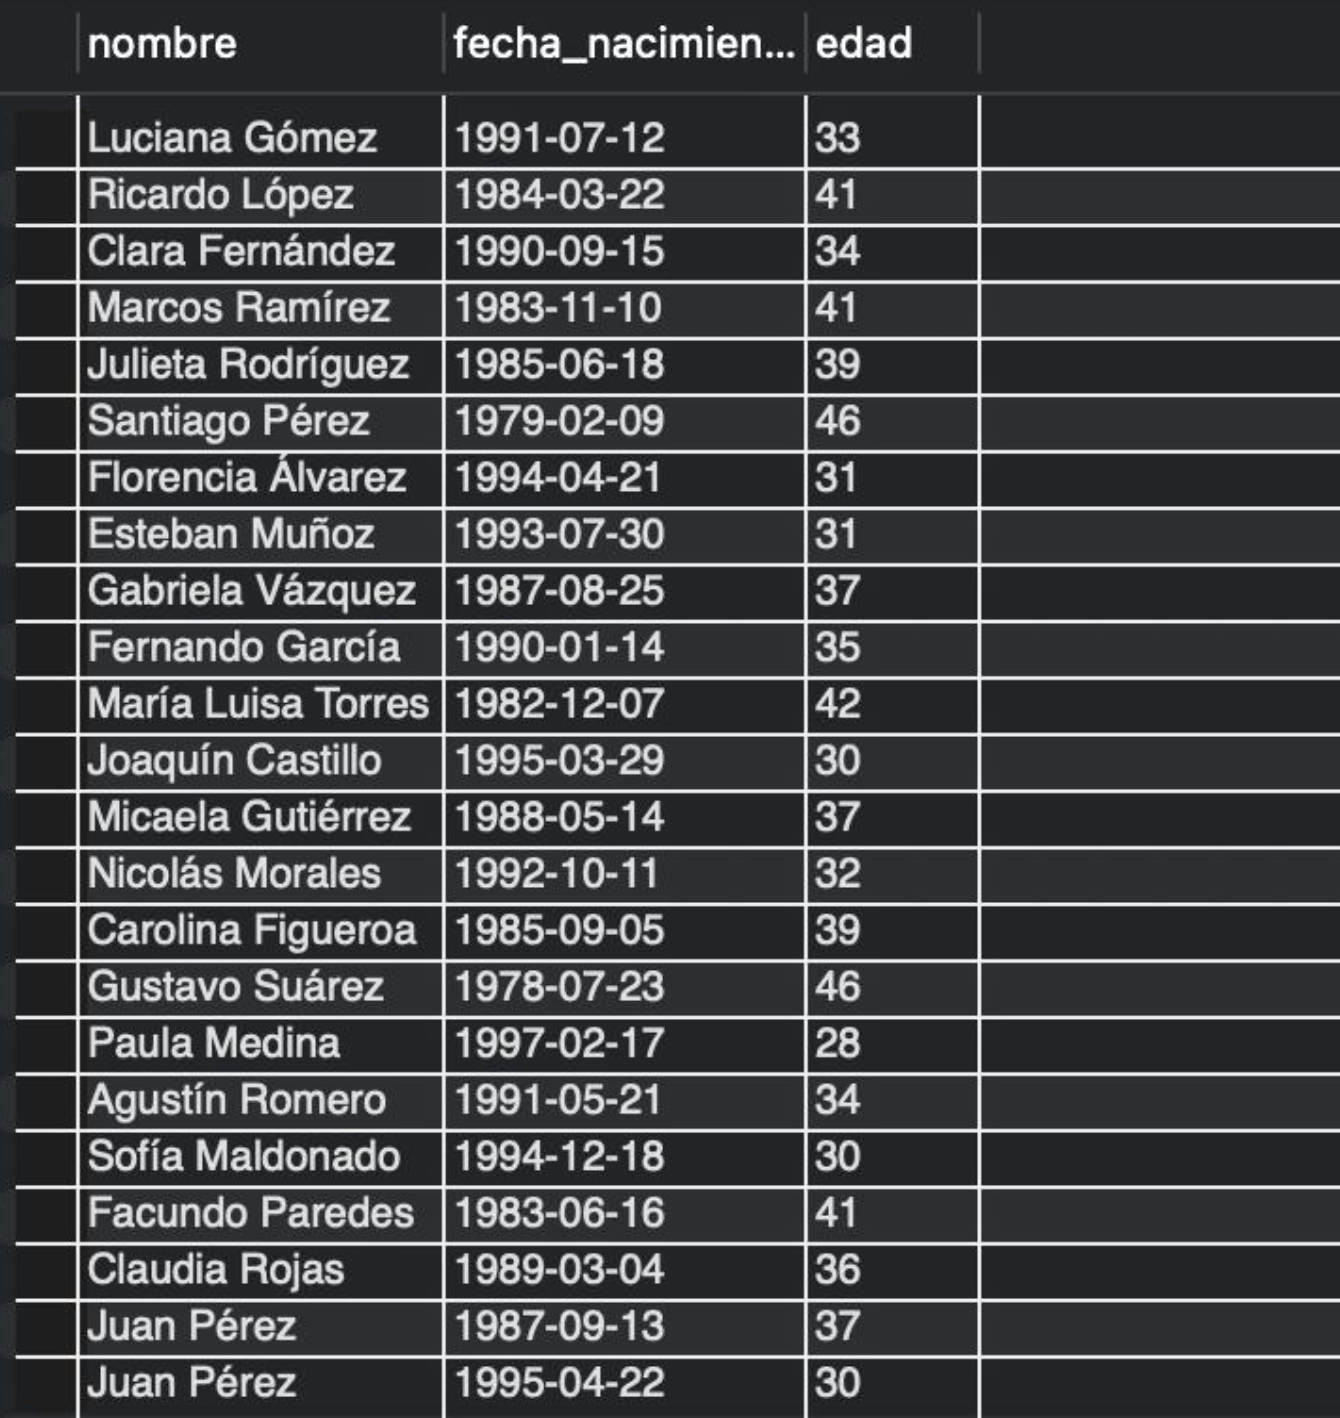 nombre fecha_nacimien... edad
Luciana Gómez 1991-07-12 33
Ricardo López 1984-03-22 41
Clara Fernández 1990-09-15 34
Marcos Ramírez 1983-11-10 41
Julieta Rodríguez 1985-06-18 39
Santiago Pérez 1979-02-09 46
Florencia Álvarez 1994-04-21 31
Esteban Muñoz 1993-07-30 31
Gabriela Vázquez 1987-08-25 37
Fernando García 1990-01-14 35
María Luisa Torres 1982-12-07 42
Joaquín Castillo 1995-03-29 30
Micaela Gutiérrez 1988-05-14 37
Nicolás Morales 1992-10-11 32
Carolina Figueroa 1985-09-05 39
Gustavo Suárez 1978-07-23 46
Paula Medina 1997-02-17 28
Agustín Romero 1991-05-21 34
Sofía Maldonado 1994-12-18 30
Facundo Paredes 1983-06-16 41
Claudia Rojas 1989-03-04 36
Juan Pérez 1987-09-13 37
Juan Pérez 1995-04-22 30